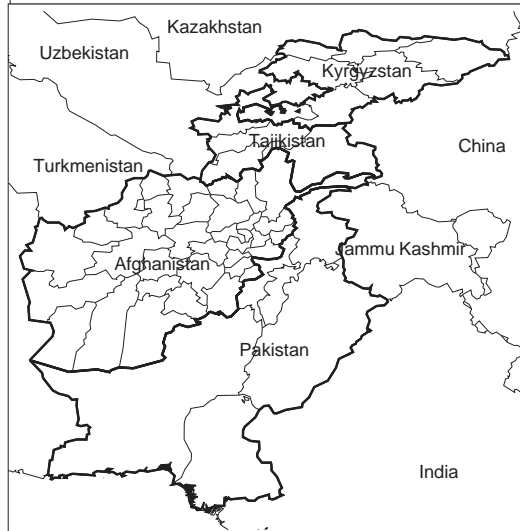 Kazakhstan
Uzbekistan
Kyrgyzstan
Tajikistan
China
Turkmenistan
Jammu Kashmir
Afghanistan
Pakistan
India